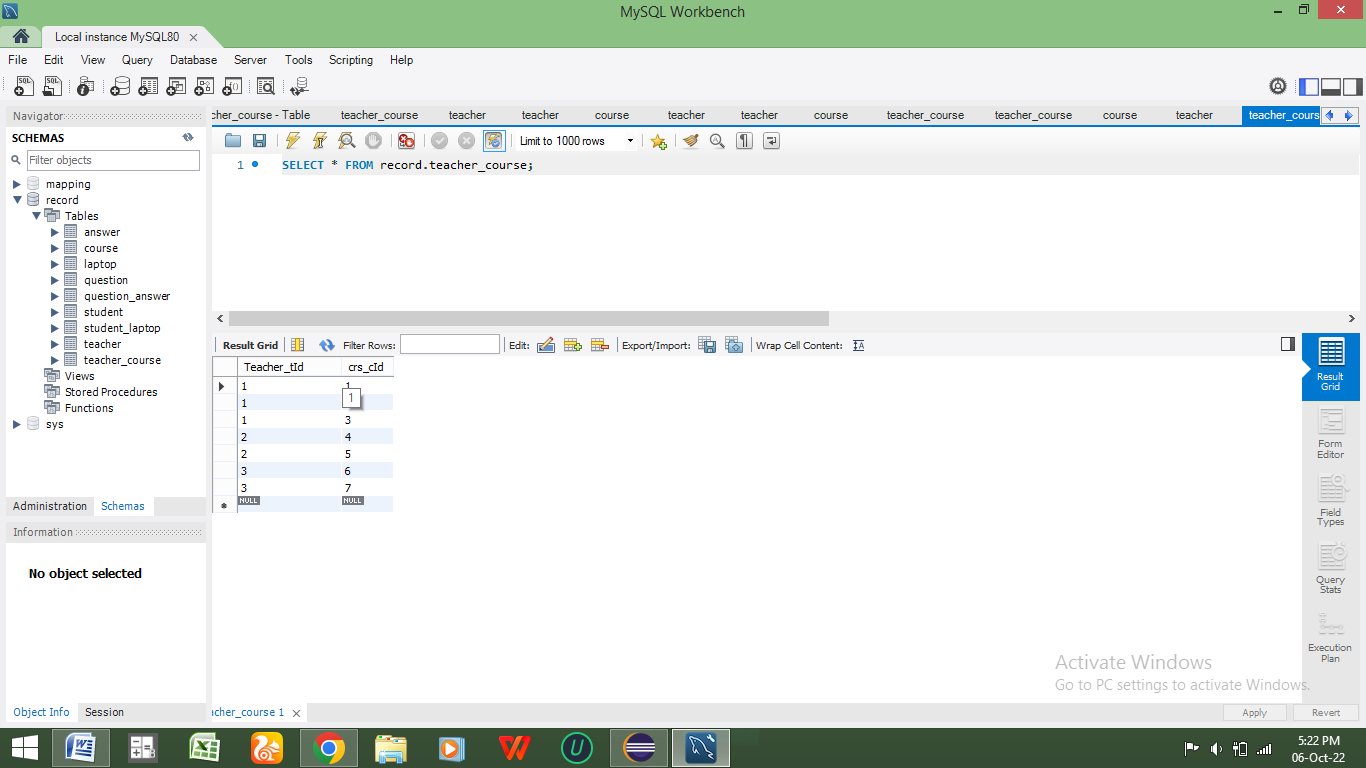 MySQL Workbench
Local instance MySQL80
File Edit View Query Database Server Tools Scripting Help
Navigator
SCHEMAS
Filter objects
mapping
record
Tables
answer
course
laptop
question
question_answer
student
student_laptop
teacher
teacher_course
Views
Stored Procedures
Functions
sys
Administration Schemas
Information
No object selected
Object Info Session
cher_course - Table teacher_course teacher teacher course teacher teacher course teacher_course teacher_course course teacher teacher_cours
Limit to 1000 rows
1 SELECT * FROM record.teacher_course;
Result Grid Filter Rows: Edit: Export/Import: Wrap Cell Content:
Teacher_tId crs_cId
1 1
1
1
1 3
2 4
2 5
3 6
3 7
NULL NULL
Result Grid
Form Editor
Field Types
Query Stats
Execution Plan
Activate Windows
Go to PC settings to activate Windows.
acher_course 1
Apply Revert
5:22 PM
06-Oct-22